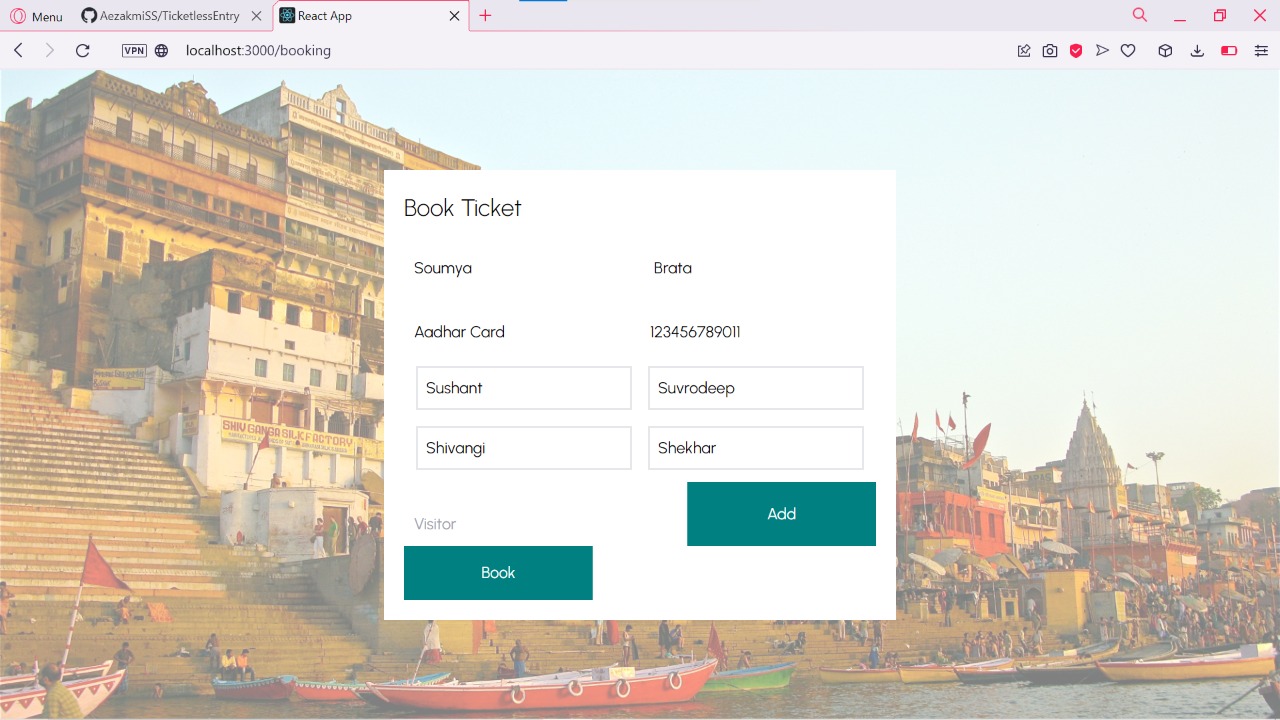 Menu AezakmiSS/TicketlessEntry React App
VPN localhost:3000/booking
Book Ticket
Soumya Brata
Aadhar Card 123456789011
Sushant Suvrodeep
Shivangi Shekhar
Add
Visitor
Book
SHIV GANGA SILK FACTORY